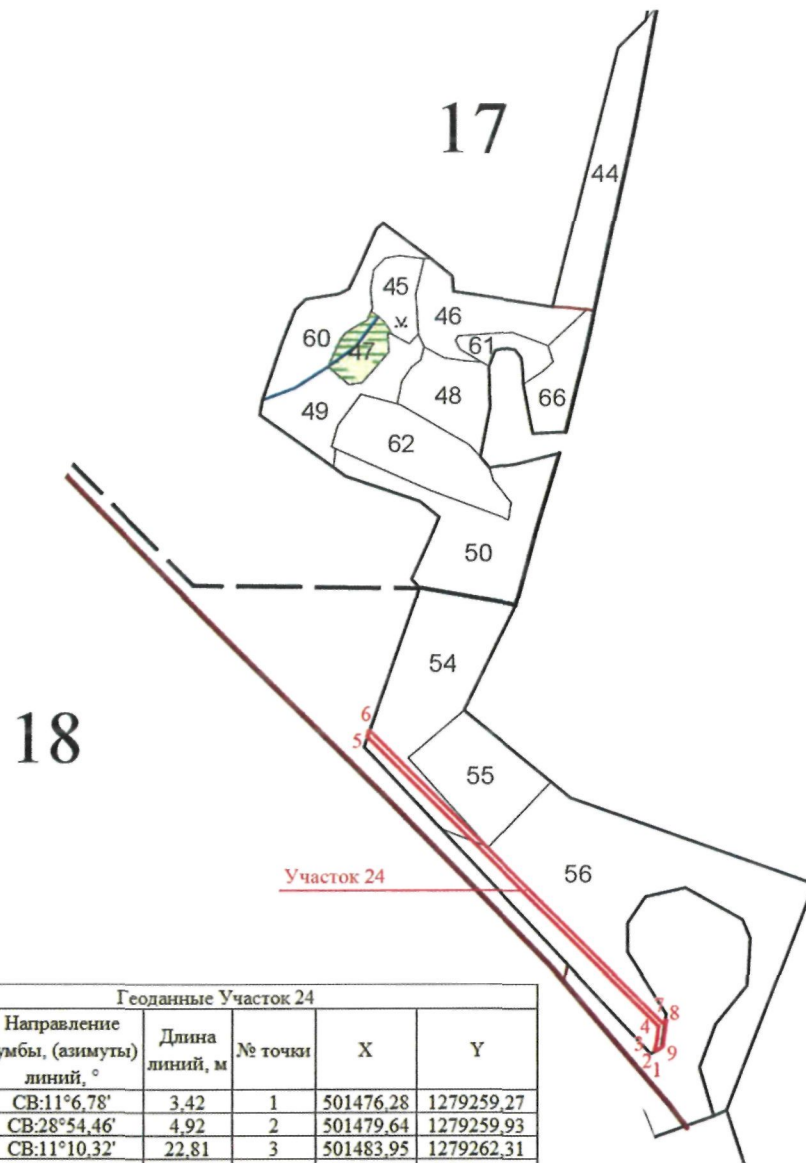 17
44
45
46
60
47
61
48
66
49
62
50
54
18
6
5
55
Участок 24
56
7
4 8
3
2 9
1
Геоданные Участок 24
Направление
умбы, (азимуты)
линий, °
Длина
линий, м
№ точки
X
Y
СВ:11°6,78' 3,42 1 501476,28 1279259,27
СВ:28°54,46' 4,92 2 501479,64 1279259,93
СВ:11°10,32' 22,81 3 501483,95 1279262,31